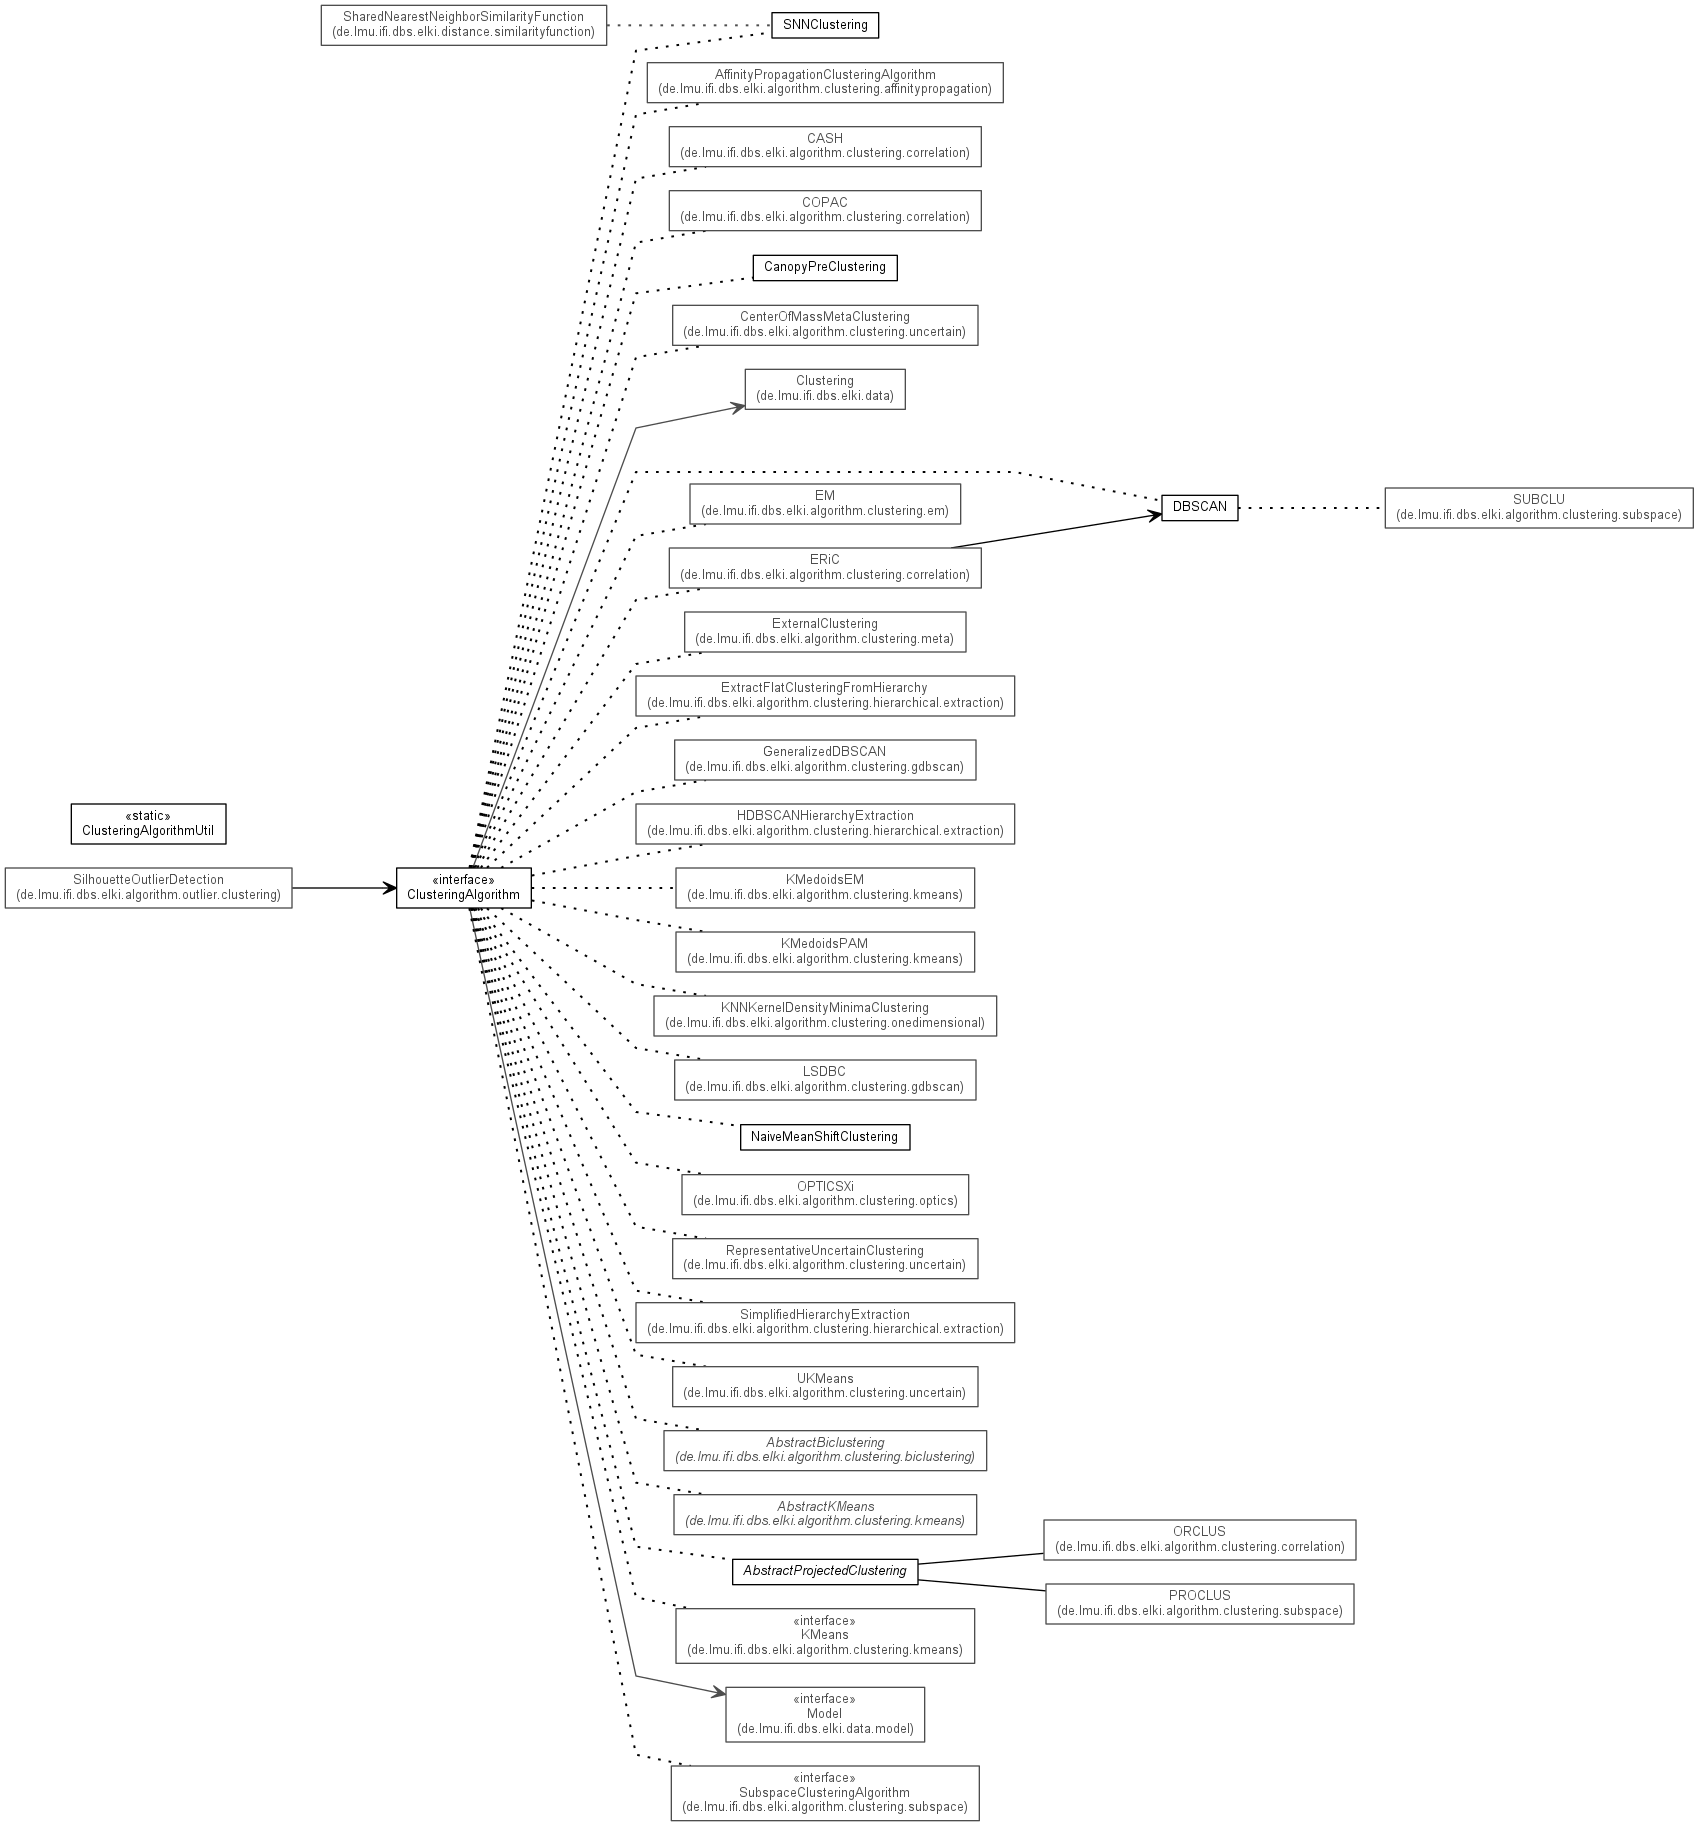 SharedNearestNeighborSimilarityFunction
(de.lmu.ifi.dbs.elki.distance.similarityfunction)
SNNClustering
AffinityPropagationClusteringAlgorithm
(de.lmu.ifi.dbs.elki.algorithm.clustering.affinitypropagation)
CASH
(de.lmu.ifi.dbs.elki.algorithm.clustering.correlation)
COPAC
(de.lmu.ifi.dbs.elki.algorithm.clustering.correlation)
CanopyPreClustering
CenterOfMassMetaClustering
(de.lmu.ifi.dbs.elki.algorithm.clustering.uncertain)
Clustering
(de.lmu.ifi.dbs.elki.data)
EM
(de.lmu.ifi.dbs.elki.algorithm.clustering.em)
DBSCAN
SUBCLU
(de.lmu.ifi.dbs.elki.algorithm.clustering.subspace)
ERiC
(de.lmu.ifi.dbs.elki.algorithm.clustering.correlation)
ExternalClustering
(de.lmu.ifi.dbs.elki.algorithm.clustering.meta)
ExtractFlatClusteringFromHierarchy
(de.lmu.ifi.dbs.elki.algorithm.clustering.hierarchical.extraction)
GeneralizedDBSCAN
(de.lmu.ifi.dbs.elki.algorithm.clustering.gdbscan)
«static»
ClusteringAlgorithmUtil
HDBSCANHierarchyExtraction
(de.lmu.ifi.dbs.elki.algorithm.clustering.hierarchical.extraction)
SilhouetteOutlierDetection
(de.lmu.ifi.dbs.elki.algorithm.outlier.clustering)
«interface»
ClusteringAlgorithm
KMedoidsEM
(de.lmu.ifi.dbs.elki.algorithm.clustering.kmeans)
KMedoidsPAM
(de.lmu.ifi.dbs.elki.algorithm.clustering.kmeans)
KNNKernelDensityMinimaClustering
(de.lmu.ifi.dbs.elki.algorithm.clustering.onedimensional)
LSDBC
(de.lmu.ifi.dbs.elki.algorithm.clustering.gdbscan)
NaiveMeanShiftClustering
OPTICSXi
(de.lmu.ifi.dbs.elki.algorithm.clustering.optics)
RepresentativeUncertainClustering
(de.lmu.ifi.dbs.elki.algorithm.clustering.uncertain)
SimplifiedHierarchyExtraction
(de.lmu.ifi.dbs.elki.algorithm.clustering.hierarchical.extraction)
UKMeans
(de.lmu.ifi.dbs.elki.algorithm.clustering.uncertain)
AbstractBiclustering
(de.lmu.ifi.dbs.elki.algorithm.clustering.biclustering)
AbstractKMeans
(de.lmu.ifi.dbs.elki.algorithm.clustering.kmeans)
AbstractProjectedClustering
ORCLUS
(de.lmu.ifi.dbs.elki.algorithm.clustering.correlation)
PROCLUS
(de.lmu.ifi.dbs.elki.algorithm.clustering.subspace)
«interface»
KMeans
(de.lmu.ifi.dbs.elki.algorithm.clustering.kmeans)
«interface»
Model
(de.lmu.ifi.dbs.elki.data.model)
«interface»
SubspaceClusteringAlgorithm
(de.lmu.ifi.dbs.elki.algorithm.clustering.subspace)